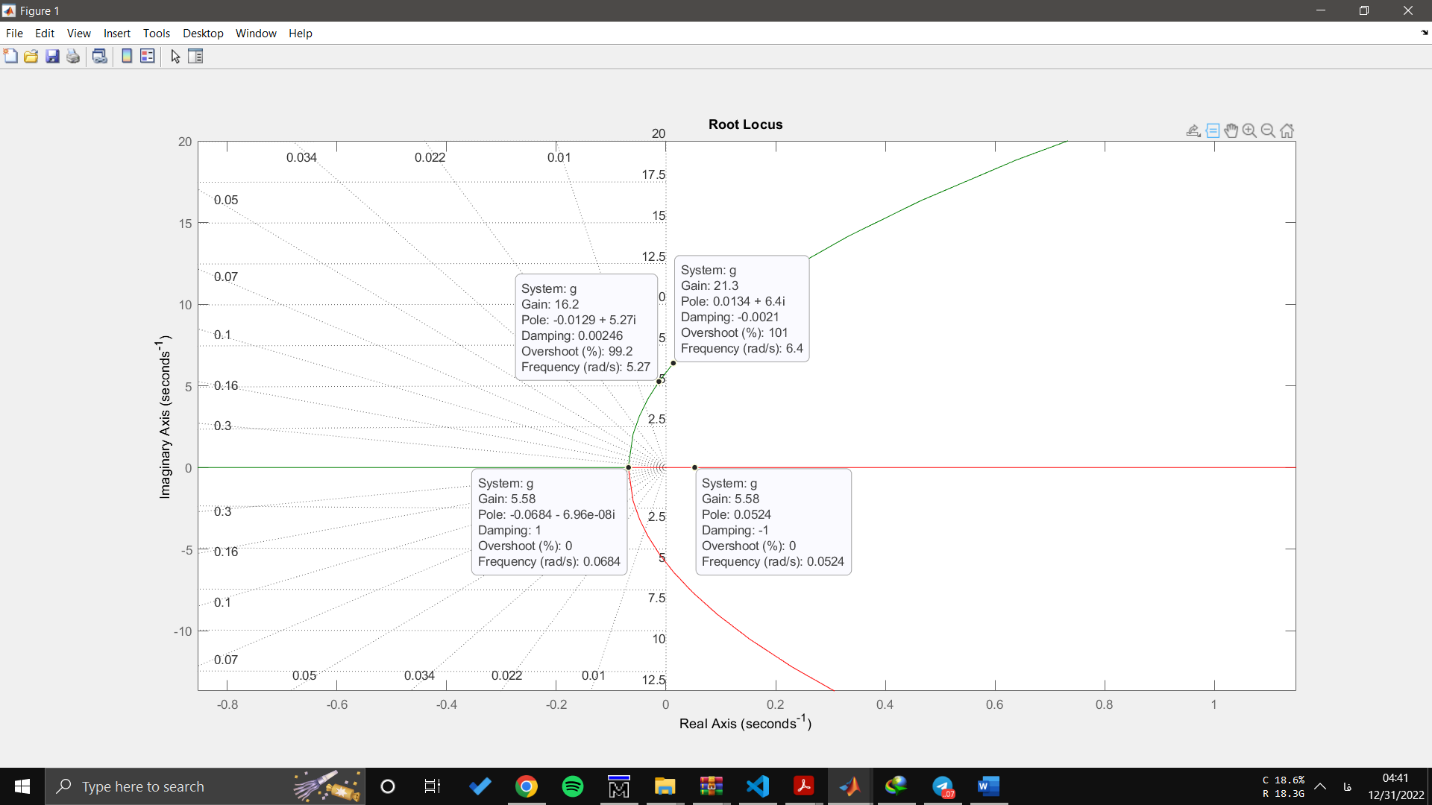 Figure 1
File Edit View Insert Tools Desktop Window Help
Root Locus
20
17.5
15
12.5
0
5
5
2.5
2.5
5
7.5
10
12.5
20
15
10
5
0
-5
-10
0.034
0.022
0.01
0.05
0.07
0.1
0.16
0.3
0.3
0.16
0.1
0.07
0.05
0.034
0.022
0.01
System: g
Gain: 16.2
Pole: -0.0129 + 5.27i
Damping: 0.00246
Overshoot (%): 99.2
Frequency (rad/s): 5.27
System: g
Gain: 21.3
Pole: 0.0134 + 6.4i
Damping: -0.0021
Overshoot (%): 101
Frequency (rad/s): 6.4
System: g
Gain: 5.58
Pole: -0.0684 - 6.96e-08i
Damping: 1
Overshoot (%): 0
Frequency (rad/s): 0.0684
System: g
Gain: 5.58
Pole: 0.0524
Damping: -1
Overshoot (%): 0
Frequency (rad/s): 0.0524
Imaginary Axis (seconds-1)
-0.8 -0.6 -0.4 -0.2 0 0.2 0.4 0.6 0.8 1
Real Axis (seconds-1)
Type here to search
.07
C 18.6%
R 18.3G
فا
04:41
12/31/2022